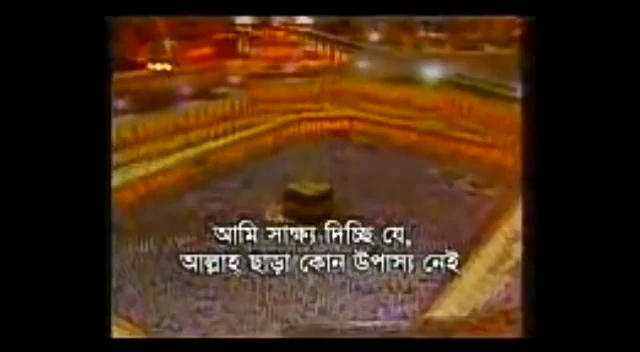 আমি সাক্ষ্য দিচ্ছি যে,
আল্লাহ ছাড়া কোন উপাস্য নেই